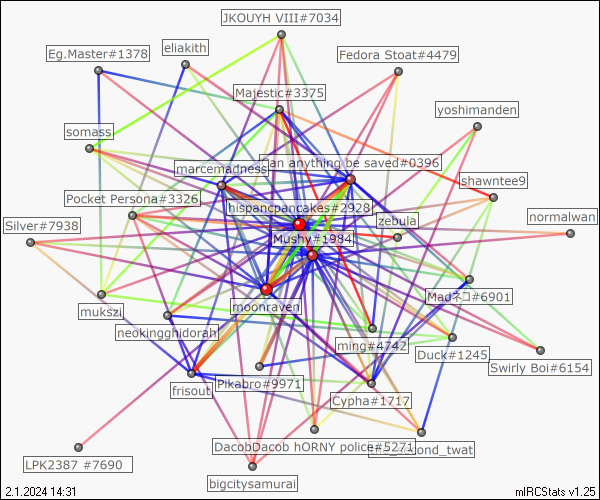 JKOUYH VIII#7034
eliakith
Eg.Master#1378
Fedora Stoat#4479
Majestic#3375
yoshimanden
somass
marcemadness
an anything be saved#0396
shawntee9
Pocket Persona#3326
hispancpancakes#2928
zebula
normalwan
Silver#7938
Mushy#1984
Madネコ#6901
mukszi
moonraven
neokingghidorah
ming#4742
Duck#1245
Swirly Boi#6154
frisout
Pikabro#9971
Cypha#1717
DacobDacob hORNY police#5271
ond_twat
LPK2387 #7690
bigcitysamurai
2.1.2024 14:31
mIRCStats v1.25